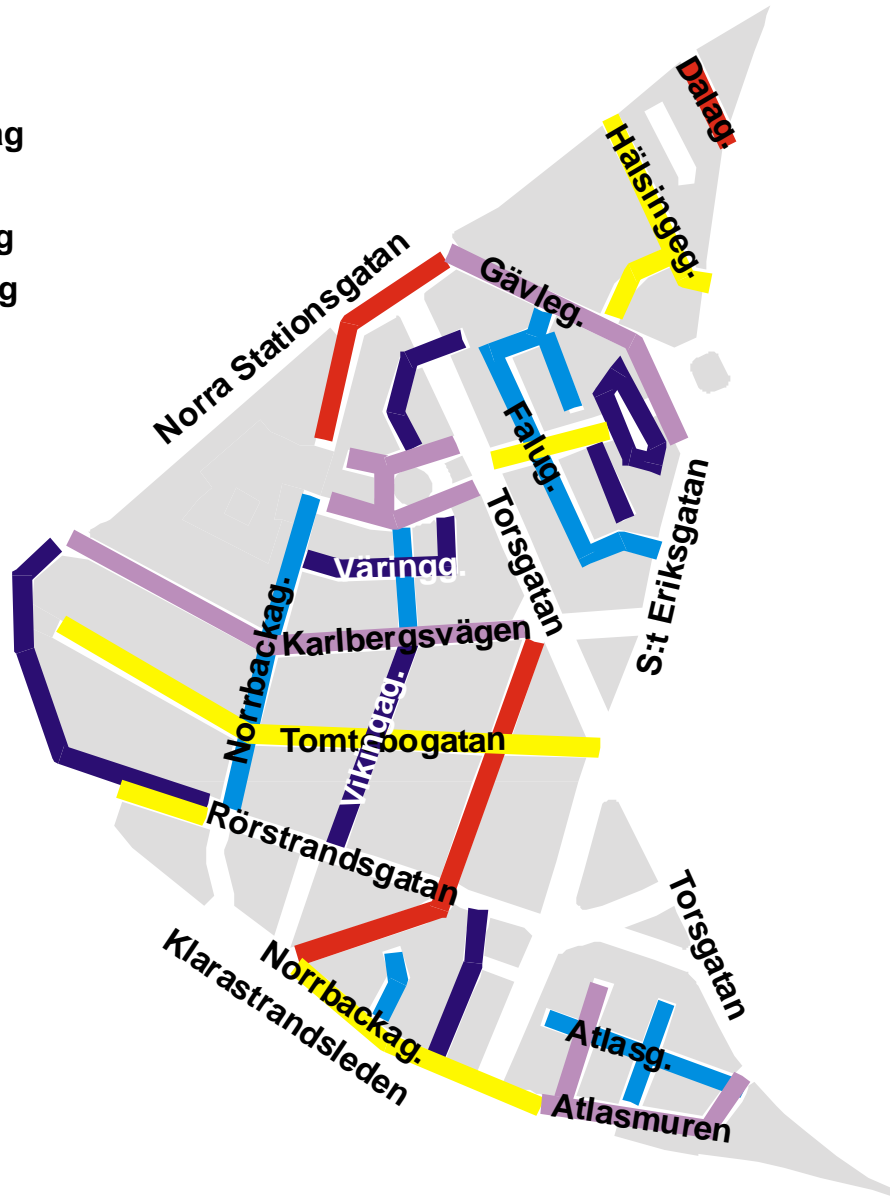 Dalag.
ag
Hälsingeg.
g
g
Norra Stationsgatan
Gävleg.
Falug.
Torsgatan
S:t Eriksgatan
Väringg.
Karlbergsvägen
Norrbackag.
Vikingag.
Tomtebogatan
Rörstrandsgatan
Torsgatan
Klarastrandsleden
Norrbackag.
Atlasg.
Atlasmuren